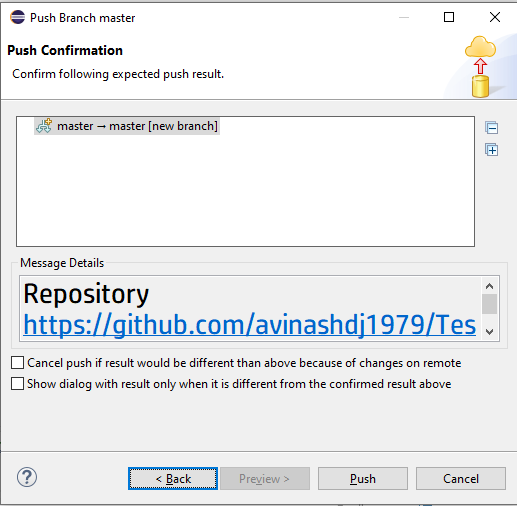 Push Branch master
Push Confirmation
Confirm following expected push result.
master → master [new branch]
Message Details
Repository
https://github.com/avinashdj1979/Tes
Cancel push if result would be different than above because of changes on remote
Show dialog with result only when it is different from the confirmed result above
< Back
Preview >
Push
Cancel